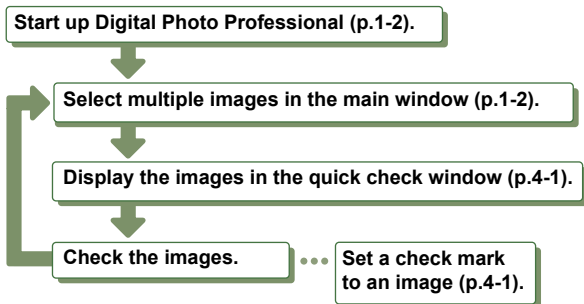 Start up Digital Photo Professional (p.1-2).
Select multiple images in the main window (p.1-2).
Display the images in the quick check window (p.4-1).
Check the images.
Set a check mark
to an image (p.4-1).